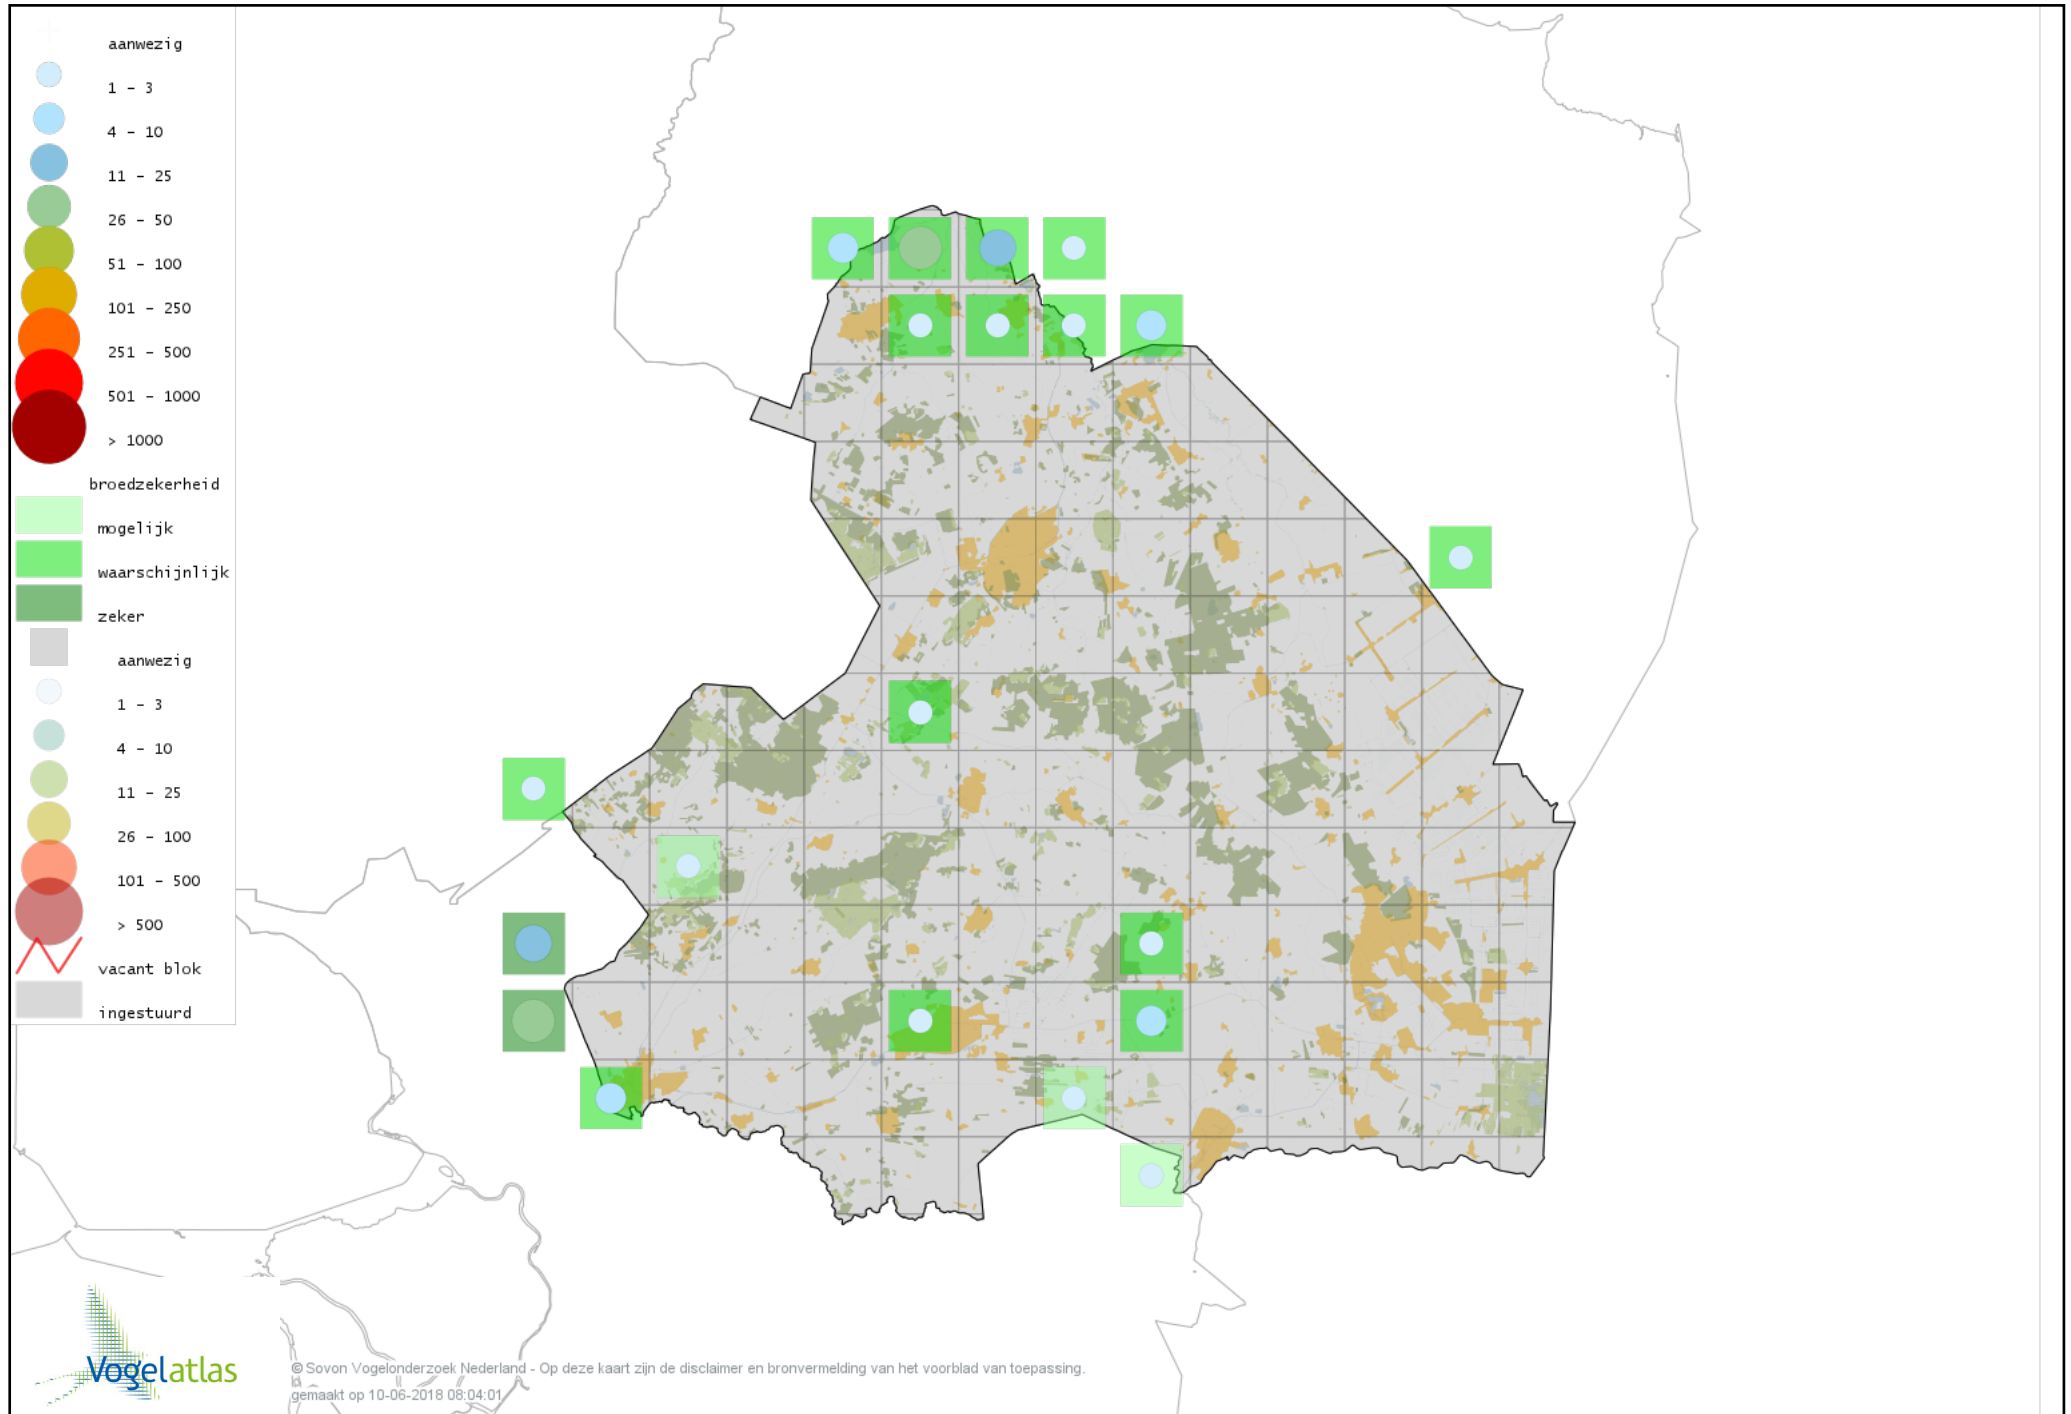 aanwezig
1 - 3
4 - 10
11 - 25
26 - 50
51 - 100
101 - 250
251 - 500
501 - 1000
> 1000
broedzekerheid
mogelijk
waarschijnlijk
zeker
aanwezig
1 - 3
4 - 10
11 - 25
26 - 100
101 - 500
> 500
vacant blok
ingestuurd
Vogelatlas
© Sovon Vogelonderzoek Nederland - Op deze kaart zijn de disclaimer en bronvermelding van het voorblad van toepassing.
gemaakt op 10-06-2018 08:04:01